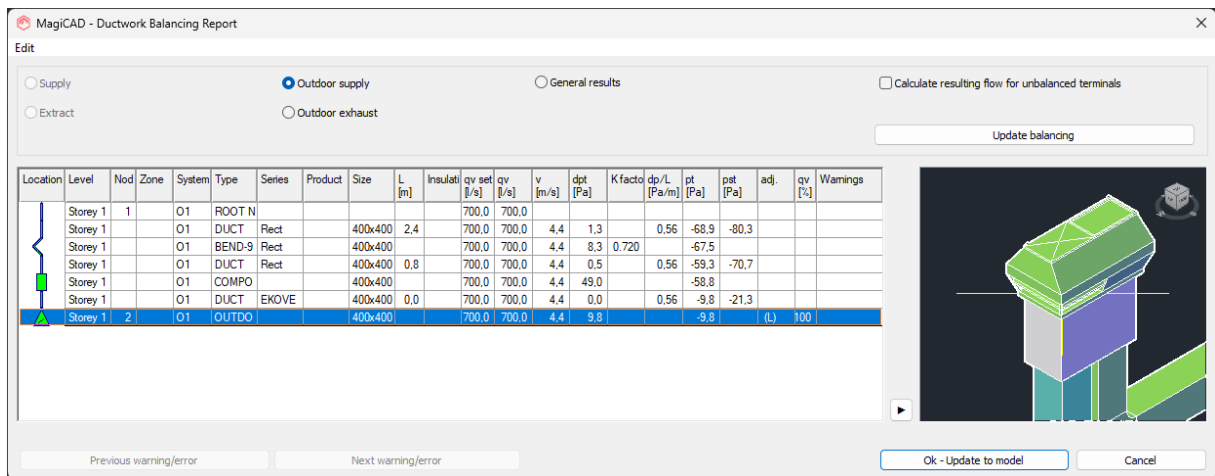 MagiCAD - Ductwork Balancing Report
Edit
Supply Outdoor supply General results Calculate resulting flow for unbalanced terminals
Extract Outdoor exhaust
Update balancing
Location Level Nod Zone System Type Series Product Size L [m] Insulati qv set [l/s] qv [l/s] v [m/s] dpt [Pa] K facto dp/L [Pa/m] pt [Pa] pst [Pa] adj. qv [%] Warnings
Storey 1 1 O1 ROOT N 700,0 700,0
Storey 1 O1 DUCT Rect 400x400 2,4 700,0 700,0 4,4 1,3 0,56 -68,9 -80,3
Storey 1 O1 BEND-9 Rect 400x400 700,0 700,0 4,4 8,3 0.720 -67,5
Storey 1 O1 DUCT Rect 400x400 0,8 700,0 700,0 4,4 0,5 0,56 -59,3 -70,7
Storey 1 O1 COMPO 400x400 700,0 700,0 4,4 49,0 -58,8
Storey 1 O1 DUCT EKOVE 400x400 0,0 700,0 700,0 4,4 0,0 0,56 -9,8 -21,3
Storey 1 2 O1 OUTDO 400x400 700,0 700,0 4,4 9,8 -9,8 (L) 100
Previous warning/error Next warning/error Ok - Update to model Cancel